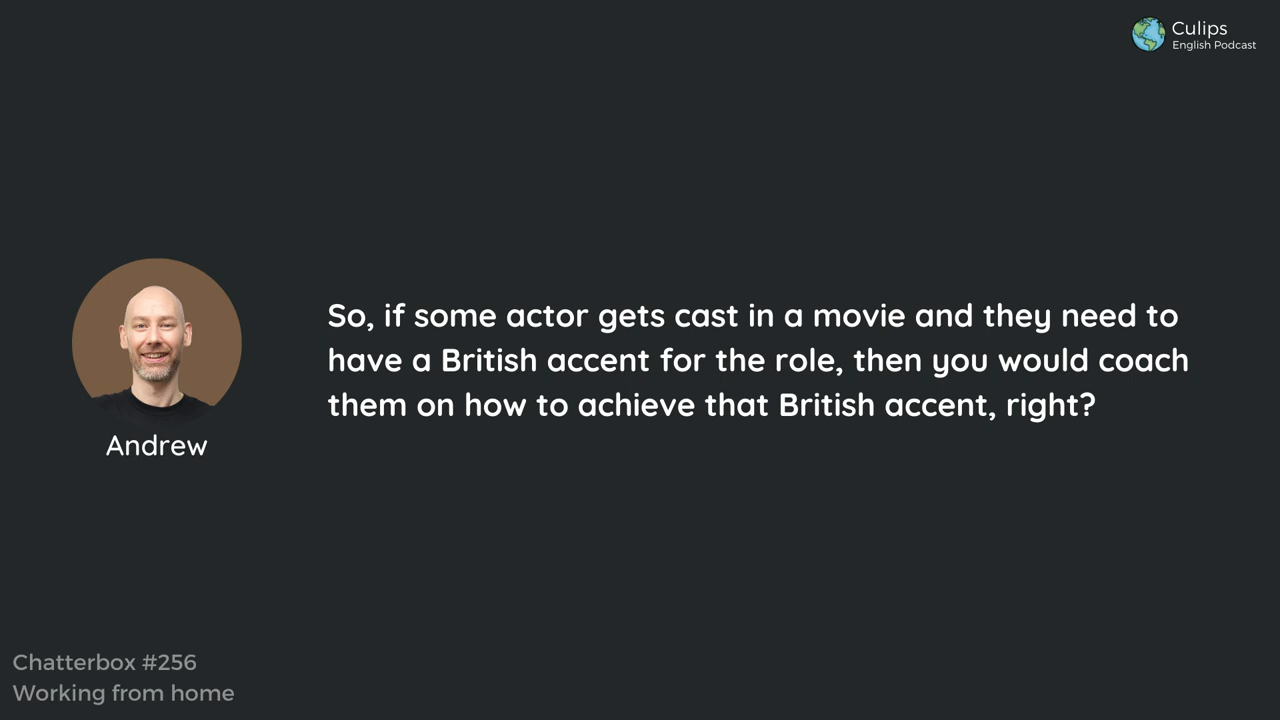 Culips
English Podcast
So, if some actor gets cast in a movie and they need to
have a British accent for the role, then you would coach
them on how to achieve that British accent, right?
Andrew
Chatterbox #256
Working from home